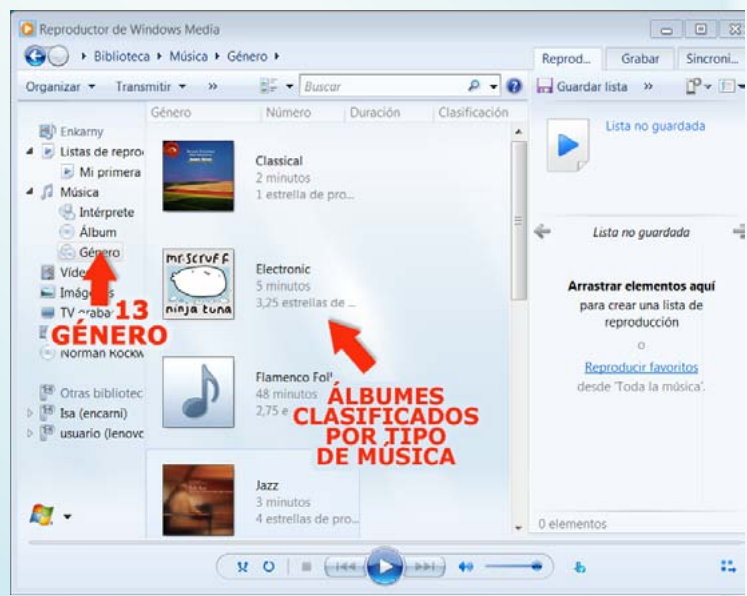 Reproductor de Windows Media
Biblioteca ▸ Música ▸ Género ▸
Reprod... Grabar Sincroni...
Organizar Transmitir » Buscar Guardar lista »
Género Número Duración Clasificación
Enkarny
Listas de repro
Mi primera
Música
Intérprete
Álbum
Género
Imág
TV graba
Norman Rockw
Otras bibliotec
Isa (encarni)
usuario (lenovc
13
GÉNERO
Classical
2 minutos
1 estrella de pro...
mr.scruff
ninja tuna
Electronic
5 minutos
3,25 estrellas de ...
Flamenco Fol
48 minutos
2,75 e
ÁLBUMES
CLASIFICADOS
POR TIPO
DE MÚSICA
Jazz
3 minutos
4 estrellas de pro...
Lista no guardada
Lista no guardada
Arrastrar elementos aquí
para crear una lista de
reproducción
o
Reproducir favoritos
desde 'Toda la música'.
0 elementos